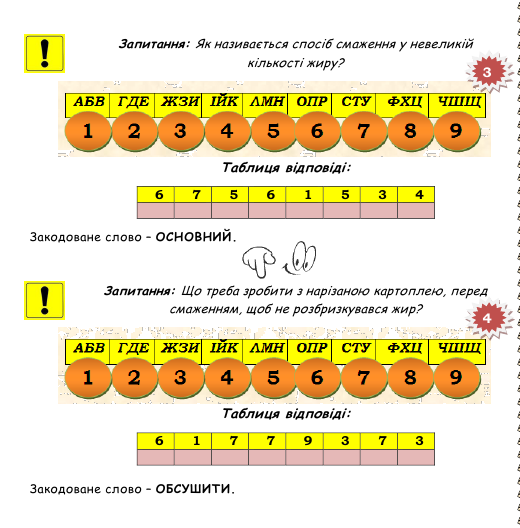 !
Запитання: Як називається спосіб смаження у невеликій
кількості жиру?
3
АБВ ГДЕ ЖЗИ ІЙК ЛМН ОПР СТУ ФХЦ ЧШЩ
1 2 3 4 5 6 7 8 9
Таблиця відповіді:
6 7 5 6 1 5 3 4
Закодоване слово – ОСНОВНИЙ.
!
Запитання: Що треба зробити з нарізаною картоплею, перед
смаженням, щоб не розбризкувався жир?
4
АБВ ГДЕ ЖЗИ ІЙК ЛМН ОПР СТУ ФХЦ ЧШЩ
1 2 3 4 5 6 7 8 9
Таблиця відповіді:
6 1 7 7 9 3 7 3
Закодоване слово – ОБСУШИТИ.